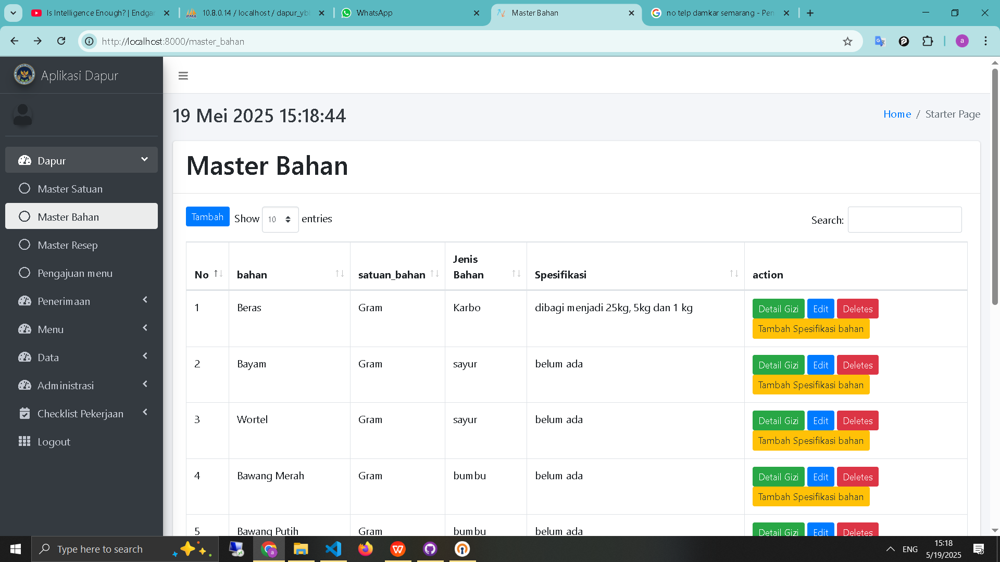 Is Intelligence Enough? | Endga
10.8.0.14 / localhost / dapur_yb
WhatsApp
Master Bahan
no telp damkar semarang - Pen
http://localhost:8000/master_bahan
a
Aplikasi Dapur
19 Mei 2025 15:18:44
Home / Starter Page
Dapur
Master Satuan
Master Bahan
Master Resep
Pengajuan menu
Penerimaan
Menu
Data
Administrasi
Checklist Pekerjaan
Logout
Master Bahan
Tambah Show 10 entries
Search:
No bahan satuan_bahan Jenis Bahan Spesifikasi action
1 Beras Gram Karbo dibagi menjadi 25kg, 5kg dan 1 kg Detail Gizi Edit Deletes
Tambah Spesifikasi bahan
2 Bayam Gram sayur belum ada Detail Gizi Edit Deletes
Tambah Spesifikasi bahan
3 Wortel Gram sayur belum ada Detail Gizi Edit Deletes
Tambah Spesifikasi bahan
4 Bawang Merah Gram bumbu belum ada Detail Gizi Edit Deletes
Tambah Spesifikasi bahan
5 Bawang Putih Gram bumbu belum ada Detail Gizi Edit Deletes
Type here to search
ENG
15:18
5/19/2025